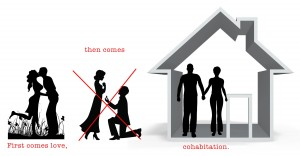 then comes
First comes love,
cohabitation.